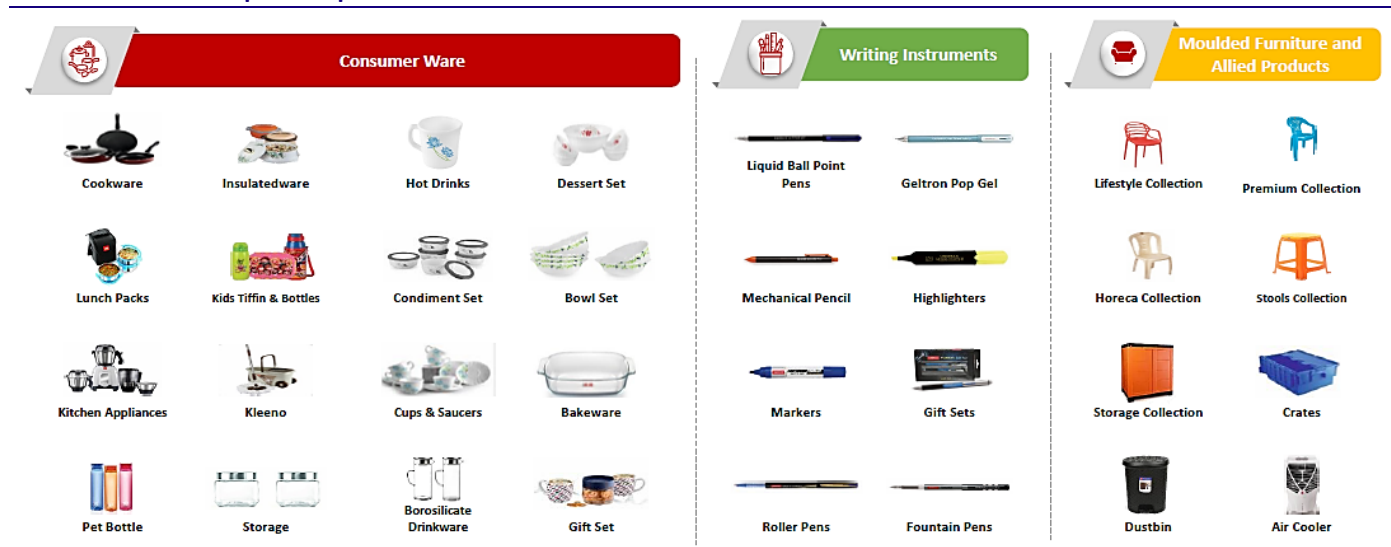 Consumer Ware
Cookware
Insulatedware
Hot Drinks
Dessert Set
Lunch Packs
Kids Tiffin & Bottles
Condiment Set
Bowl Set
Kitchen Appliances
Kleeno
Cups & Saucers
Bakeware
Pet Bottle
Storage
Borosilicate
Drinkware
Gift Set
Writing Instruments
Liquid Ball Point
Pens
Geltron Pop Gel
Mechanical Pencil
Highlighters
Markers
Gift Sets
Roller Pens
Fountain Pens
Moulded Furniture and
Allied Products
Lifestyle Collection
Premium Collection
Horeca Collection
Stools Collection
Storage Collection
Crates
Dustbin
Air Cooler